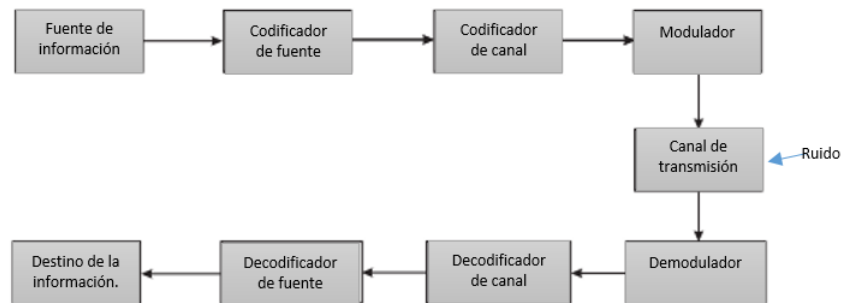 Fuente de
información
Codificador
de fuente
Codificador
de canal
Modulador
Canal de
transmisión
Ruido
Demodulador
Decodificador
de canal
Decodificador
de fuente
Destino de la
información.